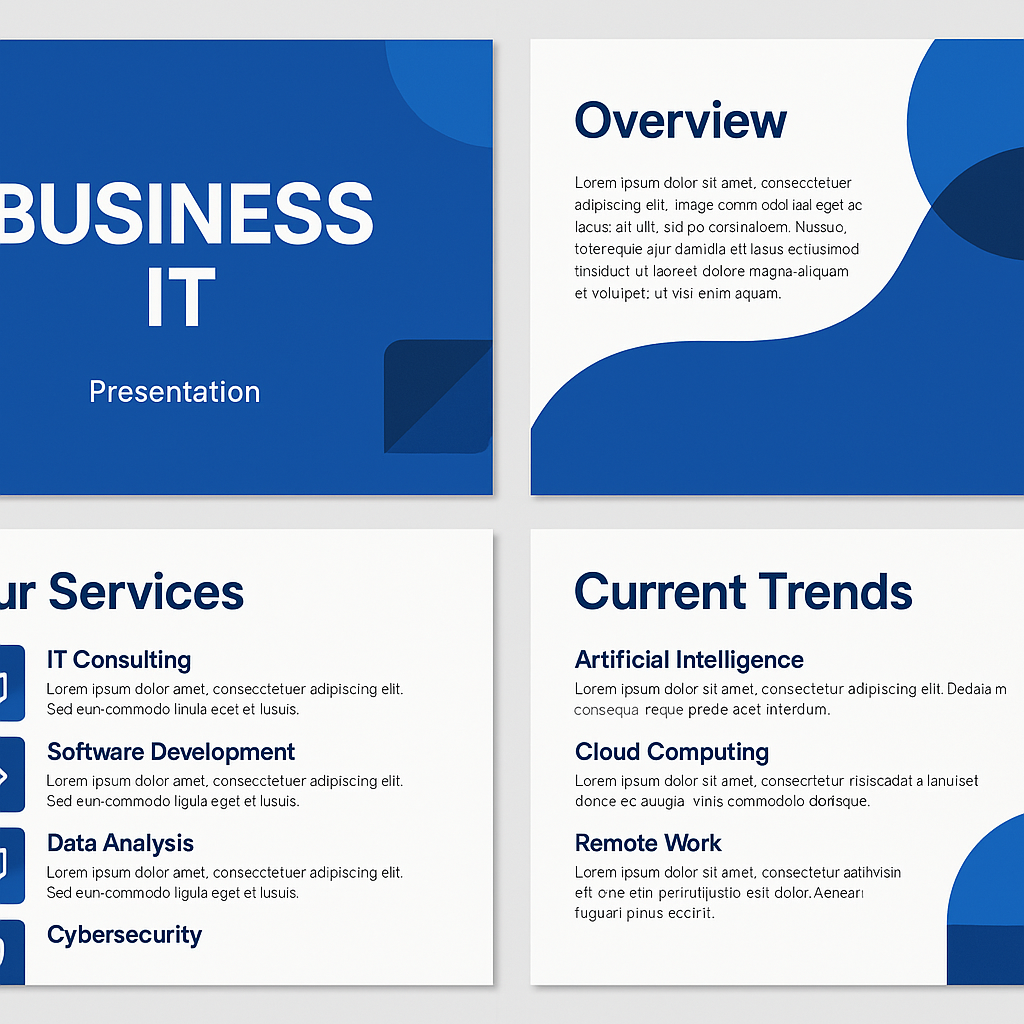 BUSINESS
IT
Presentation
Overview
Lorem ipsum dolor sit amet, consecctetuer
adipiscing elit, image comm odol iaal eget ac
lacus: ait ullt, sid po corsinaloem. Nussuo,
toterequie ajur damidla ett lasus ectiusimod
tinsiduct ut laoreet dolore magna-aliquam
et voluipet; ut visi enim aquam.
ur Services
IT Consulting
Lorem ipsum dolor amet, consecctetuer adipiscing elit.
Sed eun-commodo linula ecet et lusuis.
Software Development
Lorem ipsum dolor amet, consecctetuer adipiscing elit.
Sed eun-commodo ligula eget et lusuis.
Data Analysis
Lorem ipsum dolor amet, consecctetuer adipiscing elit.
Sed eun-commodo ligula eget et lusuis.
Cybersecurity
Current Trends
Artificial Intelligence
Lorem ipsum dolor sit amet, consectetur adipiscing elit. Dedaia m
consequa reque prede acet interdum.
Cloud Computing
Lorem ipsum dolor sit amet, consecrtetur risiscadat a lanuiset
donce ec auugia vinis commodolo dorisque.
Remote Work
Lorem ipsum dolor sit amet, consectetur aatihvisin
eft etin perirutijustio esit dolor.
fuguari pinus eccirit.